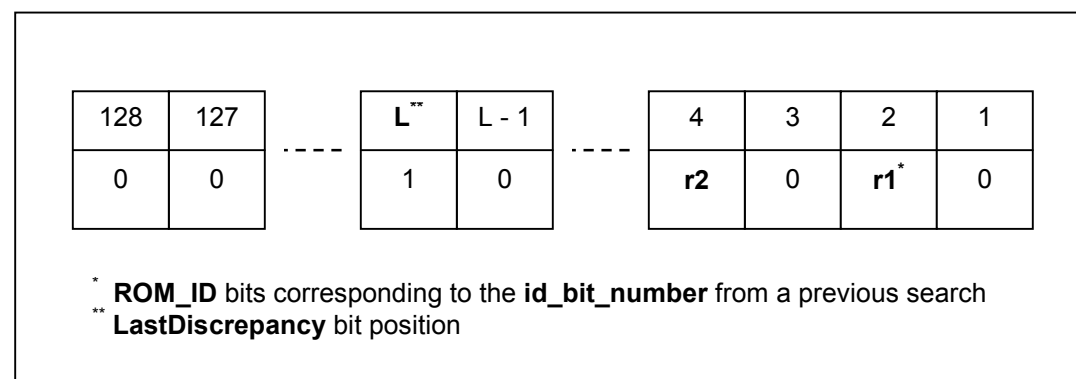 128 127 L** L - 1 4 3 2 1
0 0 1 0 r2 0 r1* 0
* ROM_ID bits corresponding to the id_bit_number from a previous search
** LastDiscrepancy bit position